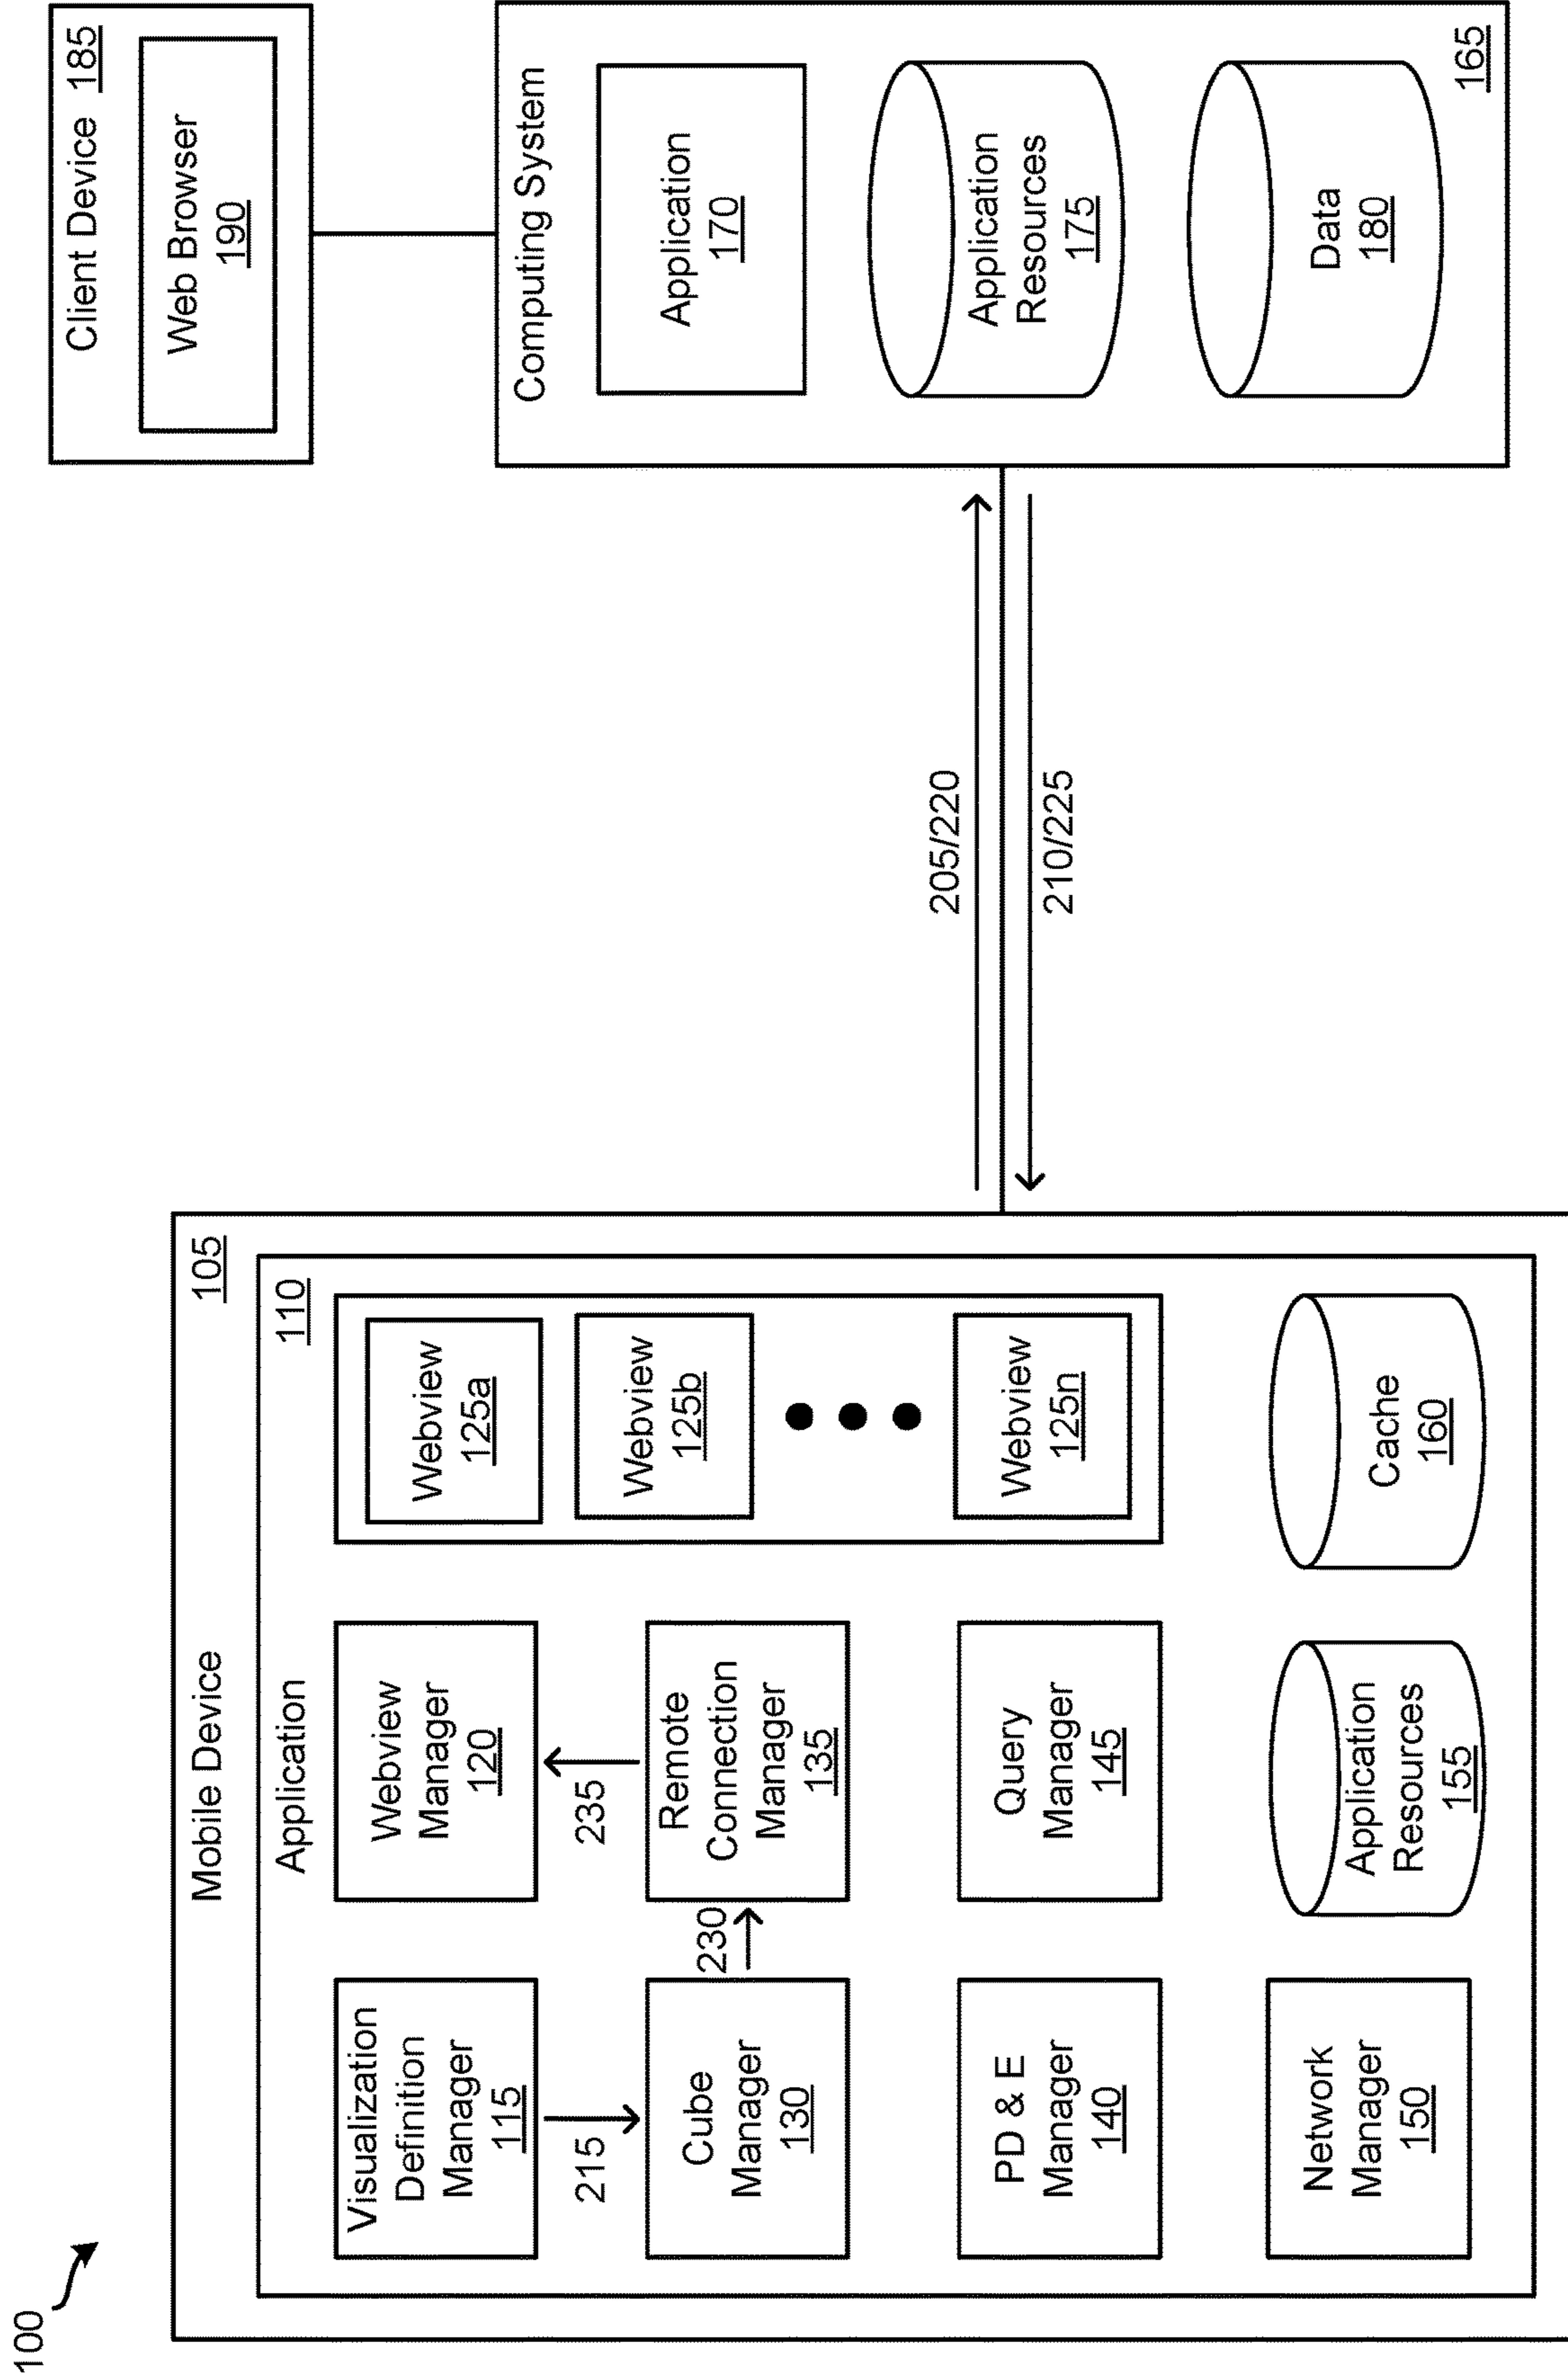 100
Mobile Device
105
Application
110
Visualization
Definition
Manager
115
Webview
Manager
120
Webview
125a
Webview
125b
Webview
125n
215
235
Cube
Manager
130
230
Remote
Connection
Manager
135
PD & E
Manager
140
Query
Manager
145
Network
Manager
150
Application
Resources
155
Cache
160
205/220
210/225
Client Device 185
Web Browser
190
Computing System
Application
170
Application
Resources
175
Data
180
165